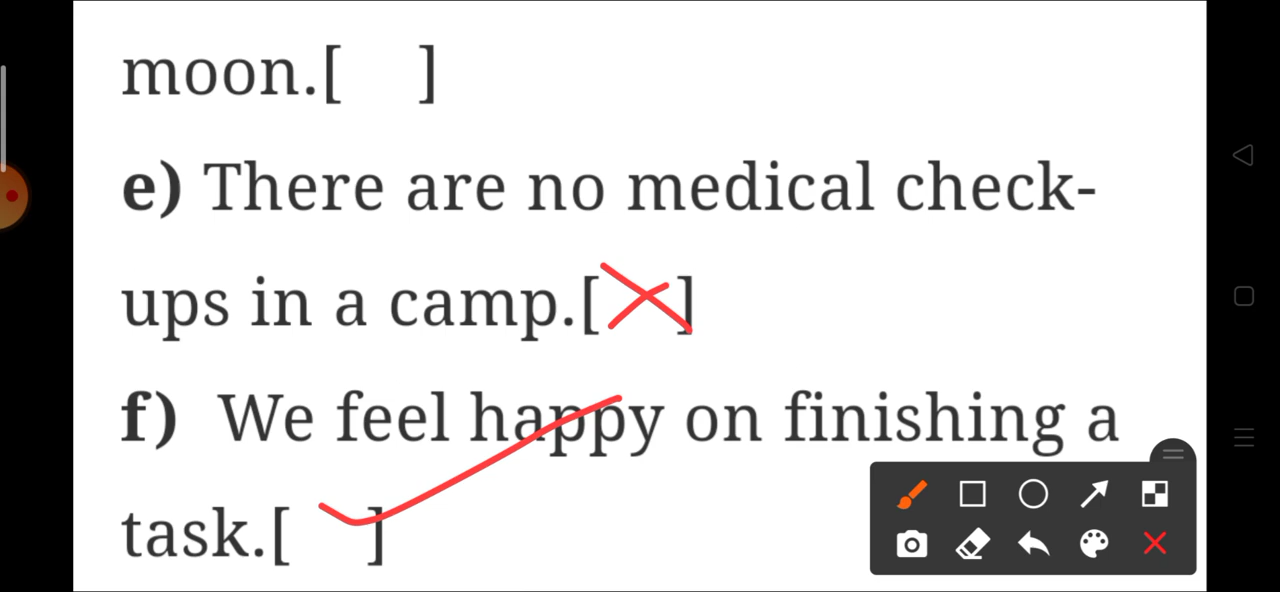 moon.[    ]
e) There are no medical check-
ups in a camp.[ X ]
f)  We feel happy on finishing a
task.[ ✓ ]